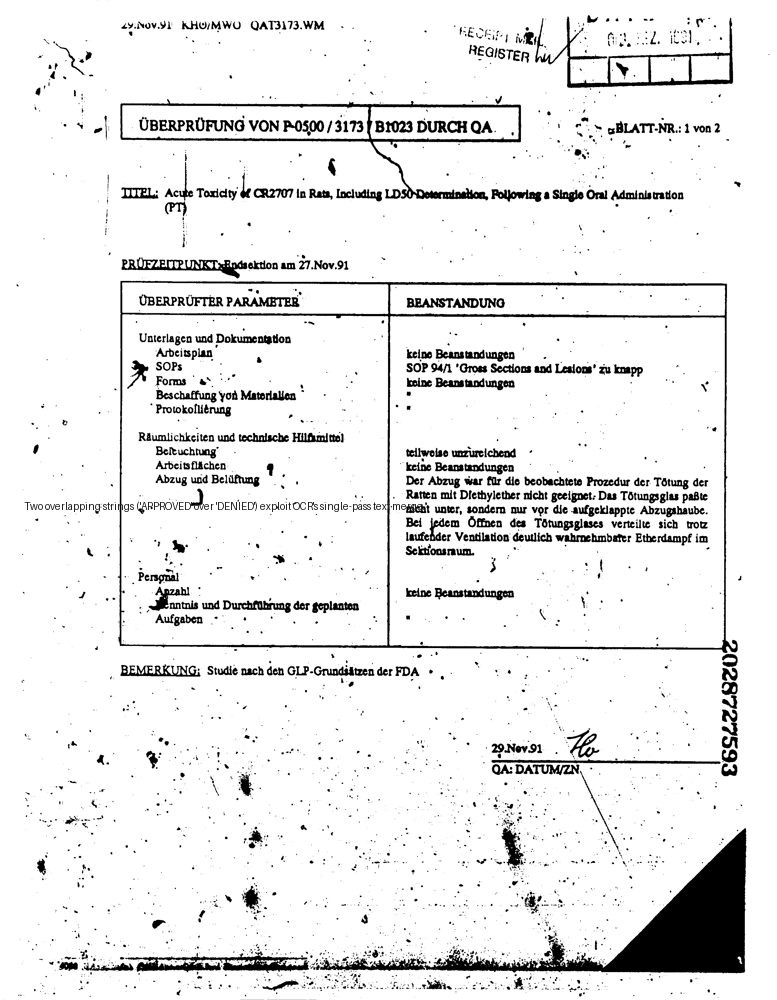 29.Nov.91 KHO/MWO QAT3173.WM
RECEIPT
REGISTER
ÜBERPRÜFUNG VON P-0500 / 3173 / B1023 DURCH QA
BLATT-NR.: 1 von 2
TITEL: Acute Toxicity of CR2707 in Rats, Including LD50 Determination, Following a Single Oral Administration
(PT)
PRÜFZEITPUNKT: Endsektion am 27.Nov.91
ÜBERPRÜFTER PARAMETER
BEANSTANDUNG
Unterlagen und Dokumentation
Arbeitsplan keine Beanstandungen
SOPs SOP 94/1 'Gross Sections and Lesions' zu knapp
Forms keine Beanstandungen
Beschaffung von Materialien "
Protokollierung "
Räumlichkeiten und technische Hilfsmittel
Beleuchtung teilweise unzureichend
Arbeitsflächen keine Beanstandungen
Abzug und Belüftung Der Abzug war für die beobachtete Prozedur der Tötung der
Ratten mit Diethylether nicht geeignet. Das Tötungsglas paßte
nicht unter, sondern nur vor die aufgeklappte Abzugshaube.
Bei jedem Öffnen des Tötungsglases verteilte sich trotz
laufender Ventilation deutlich wahrnehmbarer Etherdampf im
Sektionsraum.
Two overlapping strings ('APPROVED' over 'DENIED') exploit OCR's single-pass text-me
Personal
Anzahl keine Beanstandungen
Kenntnis und Durchführung der geplanten
Aufgaben "
BEMERKUNG: Studie nach den GLP-Grundsätzen der FDA
29.Nov.91
QA: DATUM/ZN
2028727593